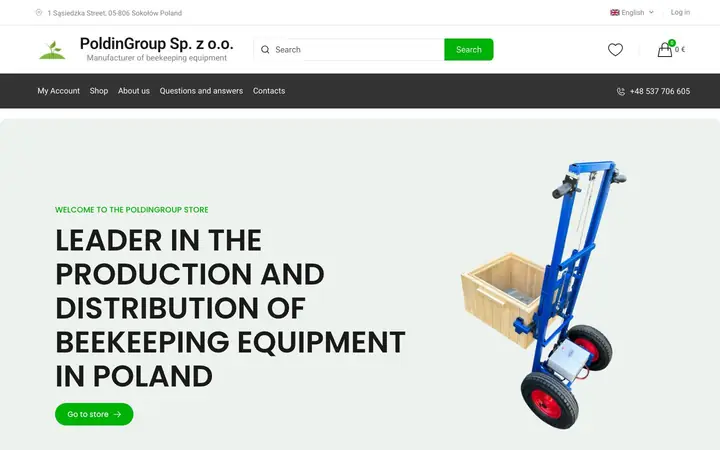 1 Sąsiedzka Street, 05-806 Sokołów Poland
English
Log in
PoldinGroup Sp. z o.o.
Manufacturer of beekeeping equipment
Search
Search
0
0 €
My Account
Shop
About us
Questions and answers
Contacts
+48 537 706 605
WELCOME TO THE POLDINGROUP STORE
LEADER IN THE
PRODUCTION AND
DISTRIBUTION OF
BEEKEEPING EQUIPMENT
IN POLAND
Go to store